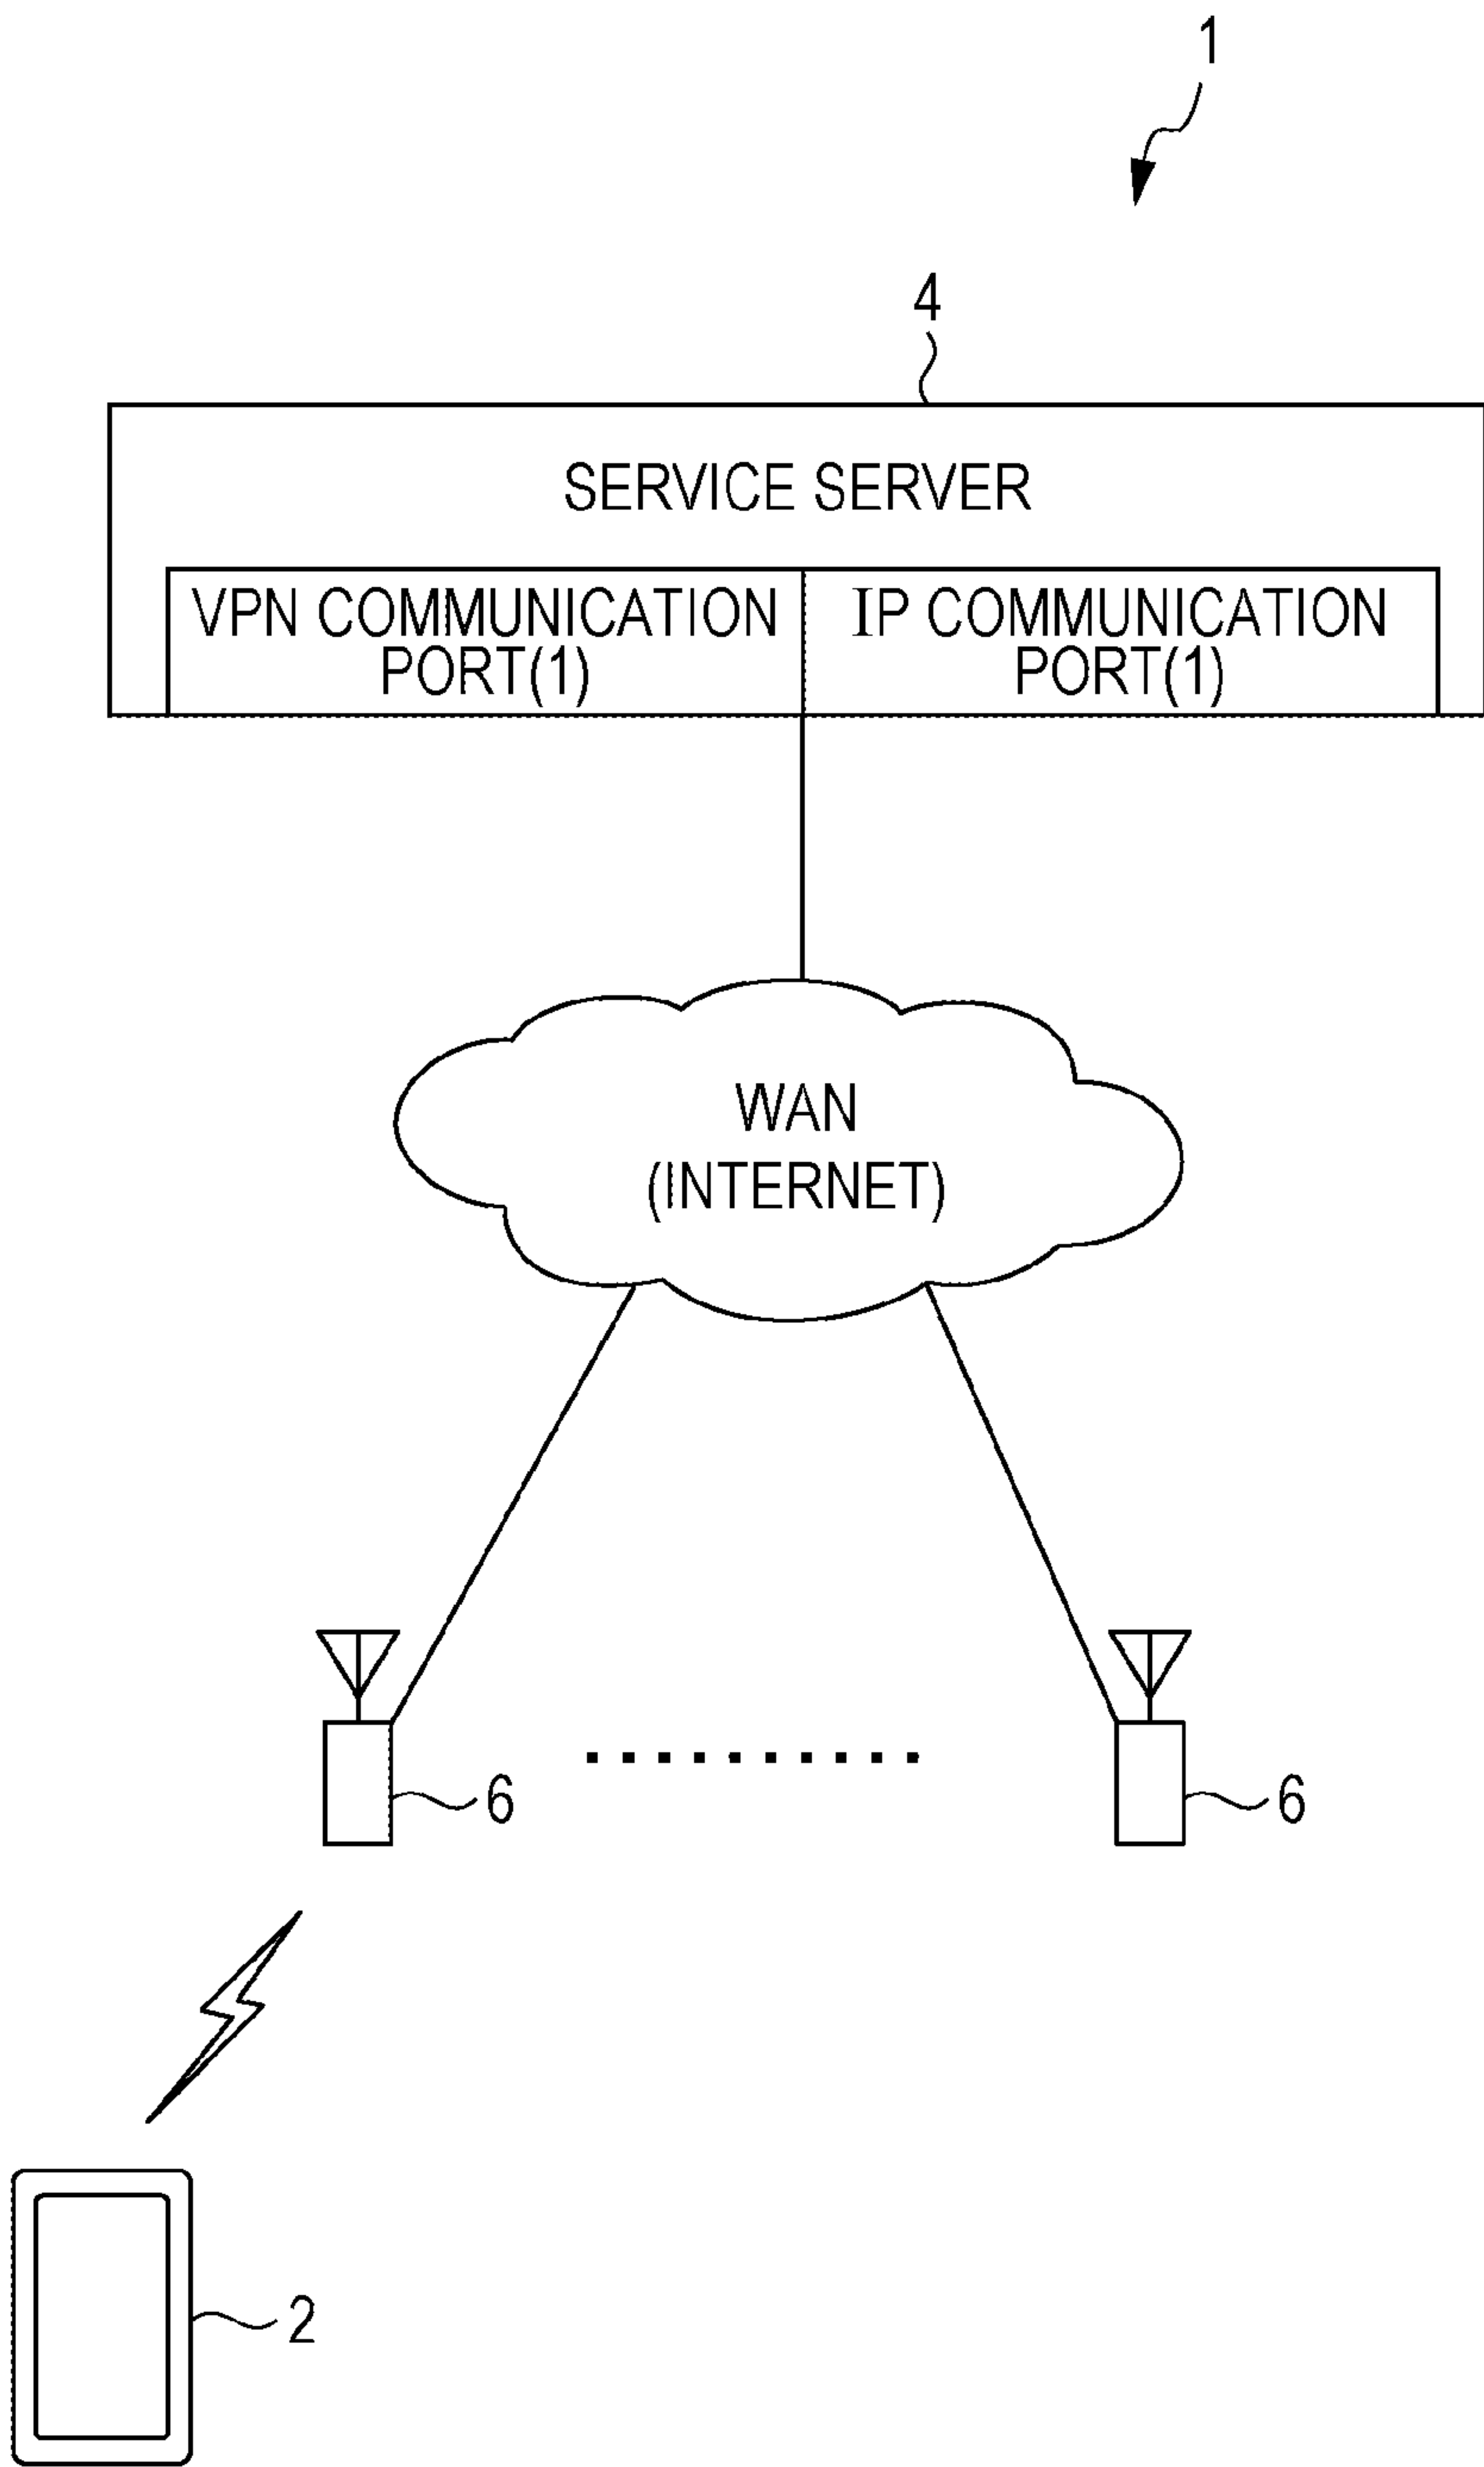 1
4
SERVICE SERVER
VPN COMMUNICATION
PORT(1)
IP COMMUNICATION
PORT(1)
WAN
(INTERNET)
6
6
2